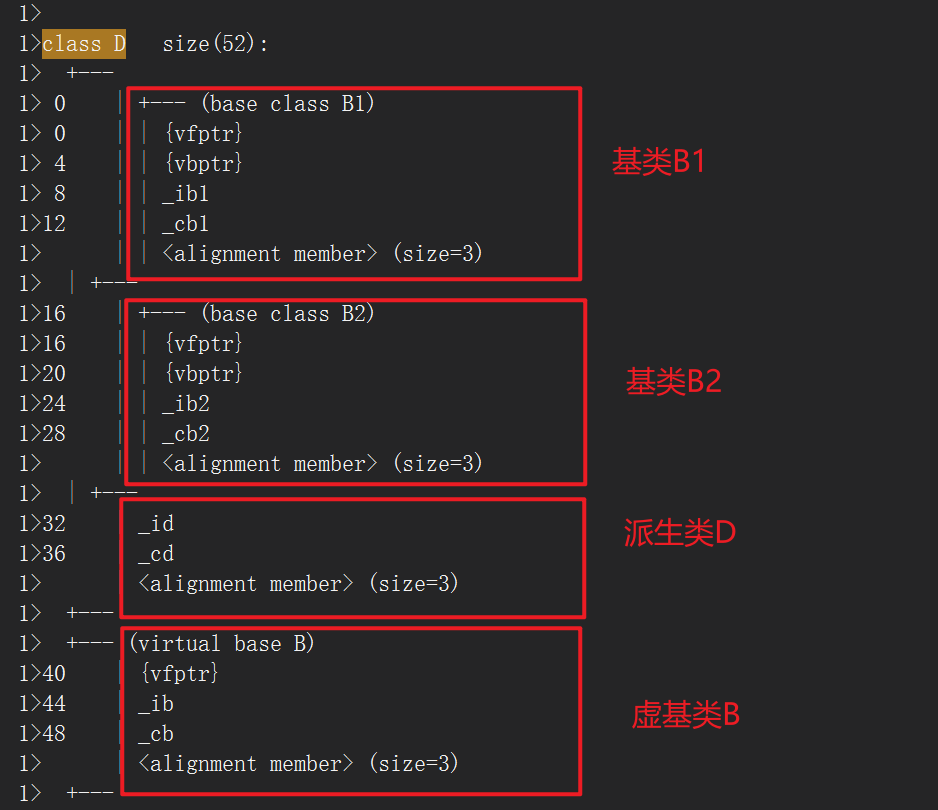 1>
1>class D   size(52):
1>  +---
1> 0    | +--- (base class B1)
1> 0    | | {vfptr}
1> 4    | | {vbptr}
1> 8    | | _ib1
1>12    | | _cb1
1>      | | <alignment member> (size=3)
1>  | +---
1>16    | +--- (base class B2)
1>16    | | {vfptr}
1>20    | | {vbptr}
1>24    | | _ib2
1>28    | | _cb2
1>      | | <alignment member> (size=3)
1>  | +---
1>32      _id
1>36      _cd
1>        <alignment member> (size=3)
1>  +---
1>  +--- (virtual base B)
1>40    | {vfptr}
1>44    | _ib
1>48    | _cb
1>      | <alignment member> (size=3)
1>  +---
基类B1
基类B2
派生类D
虚基类B